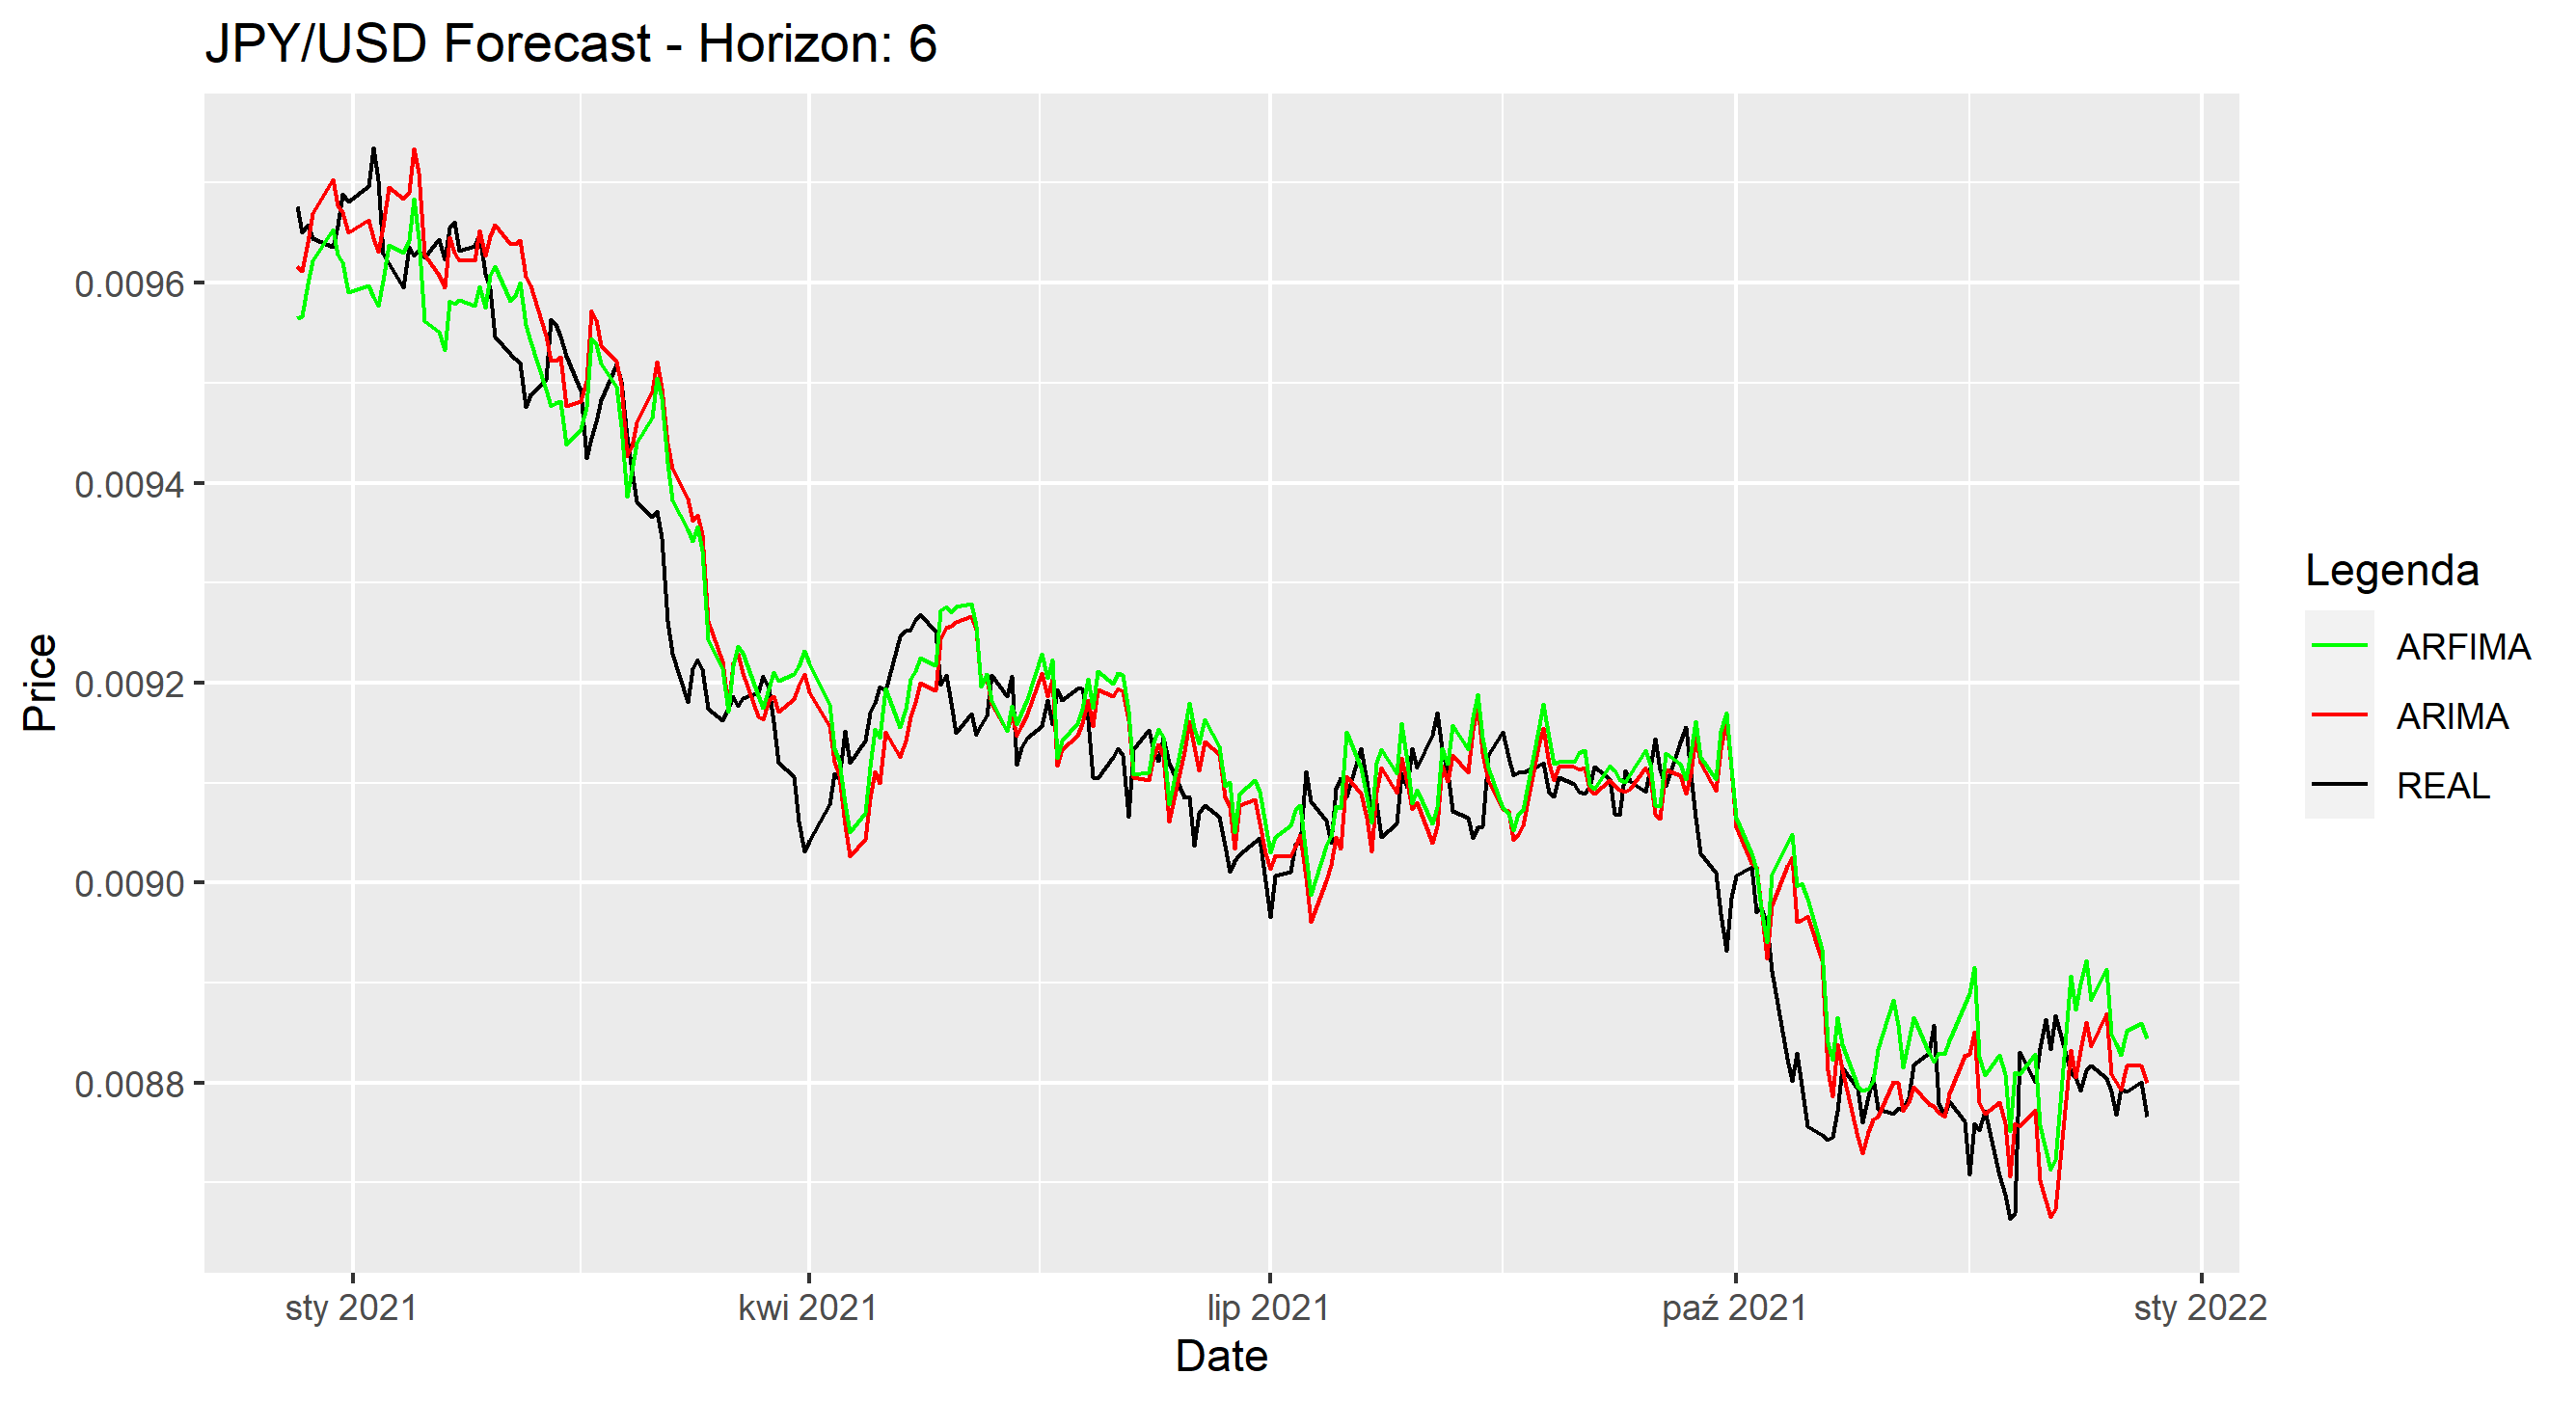 JPY/USD Forecast - Horizon: 6
Price
0.0096
0.0094
0.0092
0.0090
0.0088
sty 2021
kwi 2021
lip 2021
paź 2021
sty 2022
Date
Legenda
ARFIMA
ARIMA
REAL